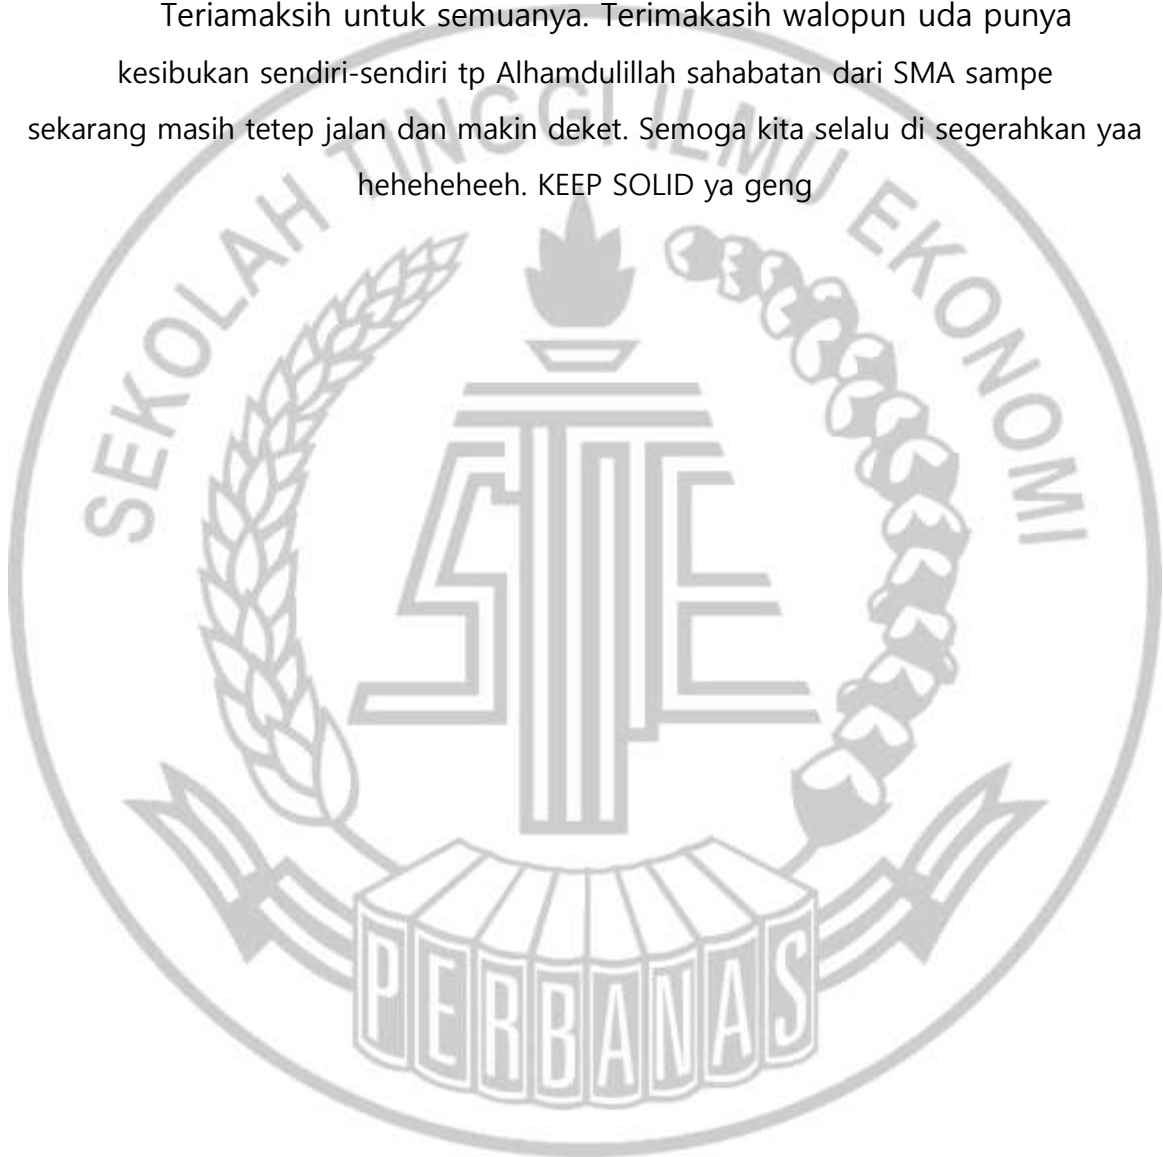 Teriamaksih untuk semuanya. Terimakasih walopun uda punya
kesibukan sendiri-sendiri tp Alhamdulillah sahabatan dari SMA sampe
sekarang masih tetep jalan dan makin deket. Semoga kita selalu di segerahkan yaa
heheheheeh. KEEP SOLID ya geng
SEKOLAH TINGGI ILMU EKONOMI
STIE
PERBANAS